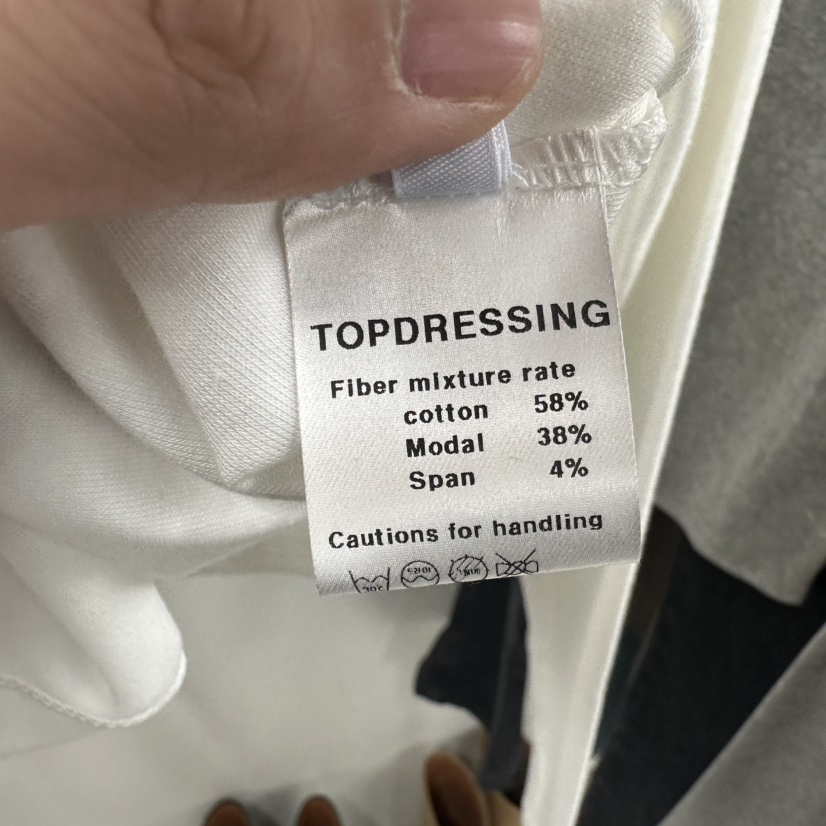 TOPDRESSING
Fiber mixture rate
cotton 58%
Modal 38%
Span 4%
Cautions for handling